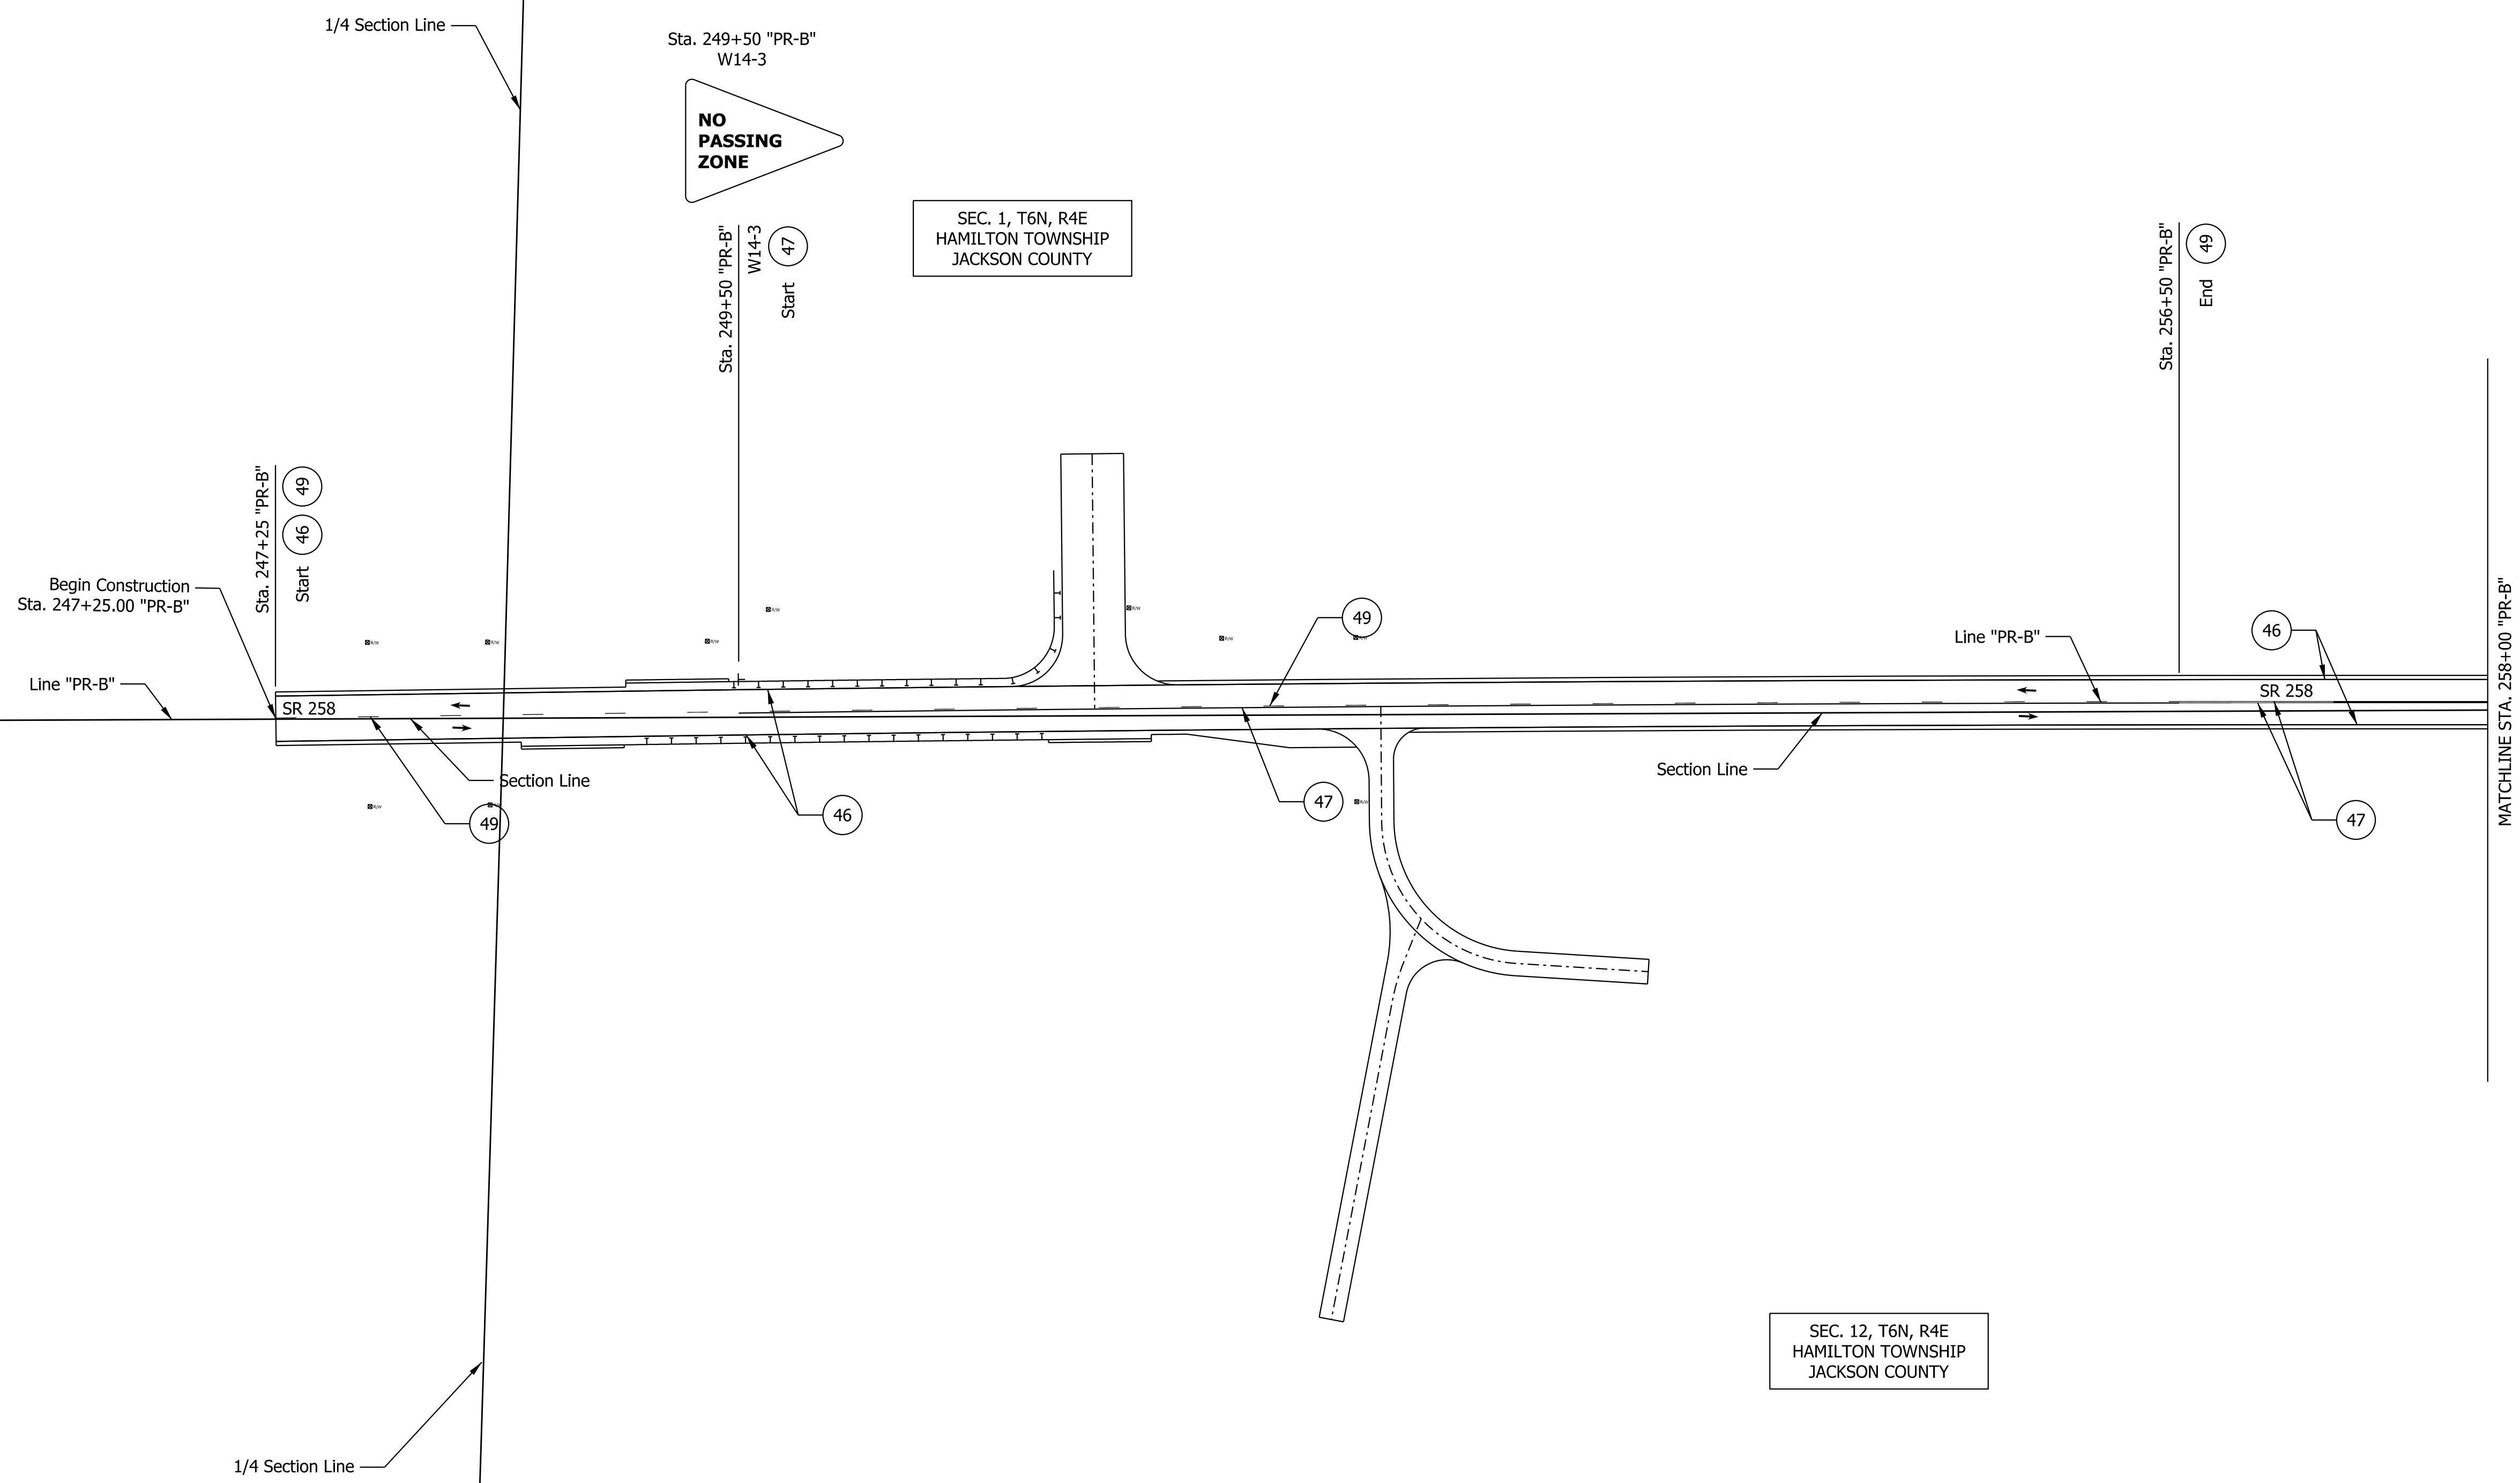 1/4 Section Line
Sta. 249+50 "PR-B"
W14-3
NO
PASSING
ZONE
SEC. 1, T6N, R4E
HAMILTON TOWNSHIP
JACKSON COUNTY
Sta. 249+50 "PR-B"
W14-3
47
Start
Sta. 256+50 "PR-B"
49
End
Sta. 247+25 "PR-B"
49
46
Start
Begin Construction
Sta. 247+25.00 "PR-B"
R/W
R/W
R/W
R/W
R/W
R/W
R/W
49
Line "PR-B"
46
MATCHLINE STA. 258+00 "PR-B"
Line "PR-B"
SR 258
SR 258
Section Line
Section Line
R/W
R/W
R/W
49
46
47
47
SEC. 12, T6N, R4E
HAMILTON TOWNSHIP
JACKSON COUNTY
1/4 Section Line